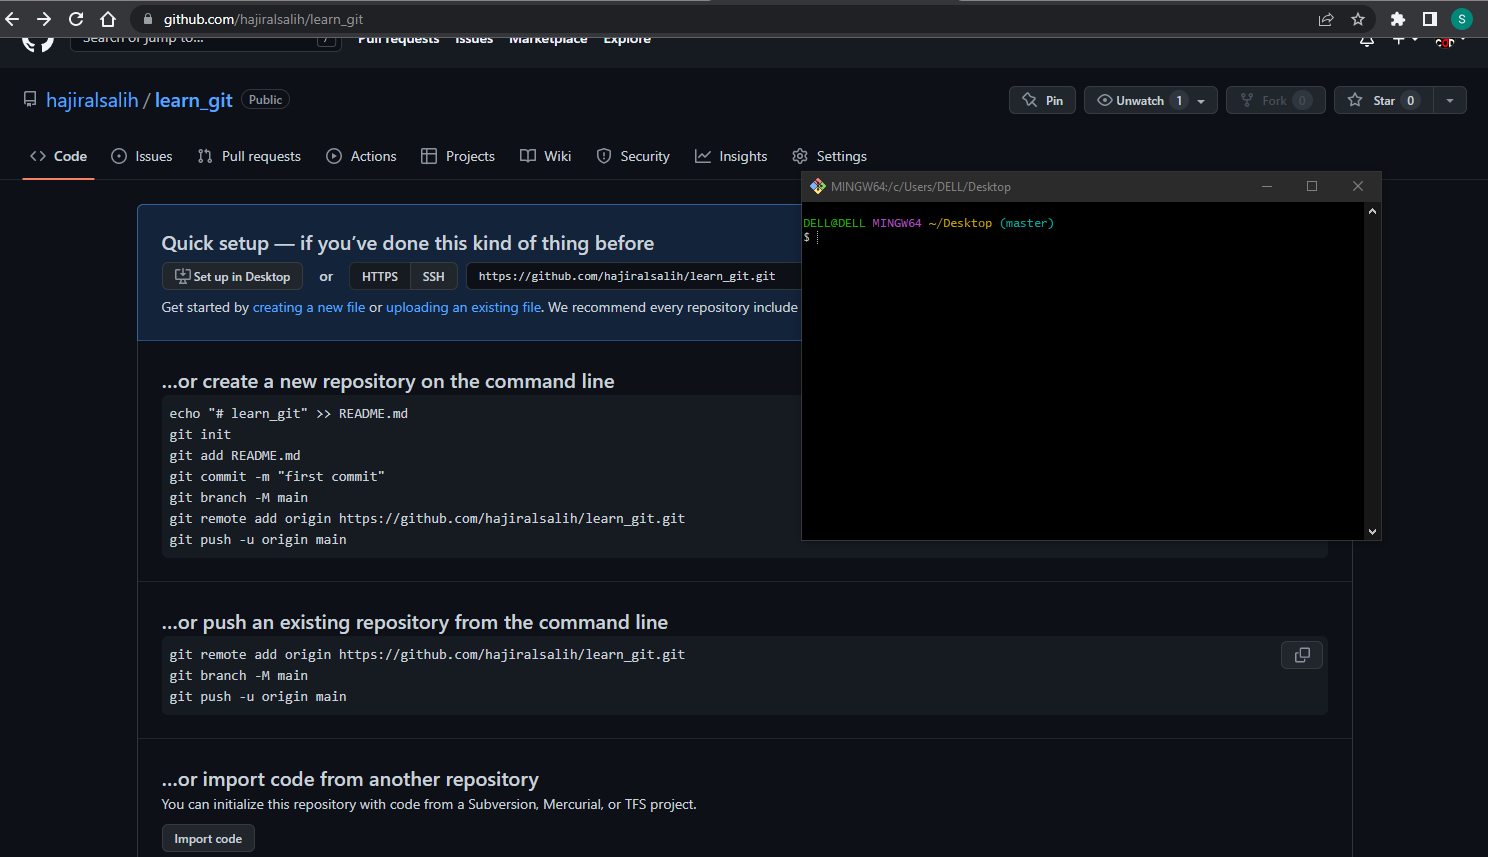 github.com/hajiralsalih/learn_git
S
Search or jump to...
/
Pull requests Issues Marketplace Explore
hajiralsalih / learn_git Public
Pin
Unwatch 1
Fork 0
Star 0
<> Code
Issues
Pull requests
Actions
Projects
Wiki
Security
Insights
Settings
MINGW64:/c/Users/DELL/Desktop
DELL@DELL MINGW64 ~/Desktop (master)
$
Quick setup — if you’ve done this kind of thing before
Set up in Desktop or HTTPS SSH https://github.com/hajiralsalih/learn_git.git
Get started by creating a new file or uploading an existing file. We recommend every repository include
…or create a new repository on the command line
echo "# learn_git" >> README.md
git init
git add README.md
git commit -m "first commit"
git branch -M main
git remote add origin https://github.com/hajiralsalih/learn_git.git
git push -u origin main
…or push an existing repository from the command line
git remote add origin https://github.com/hajiralsalih/learn_git.git
git branch -M main
git push -u origin main
…or import code from another repository
You can initialize this repository with code from a Subversion, Mercurial, or TFS project.
Import code